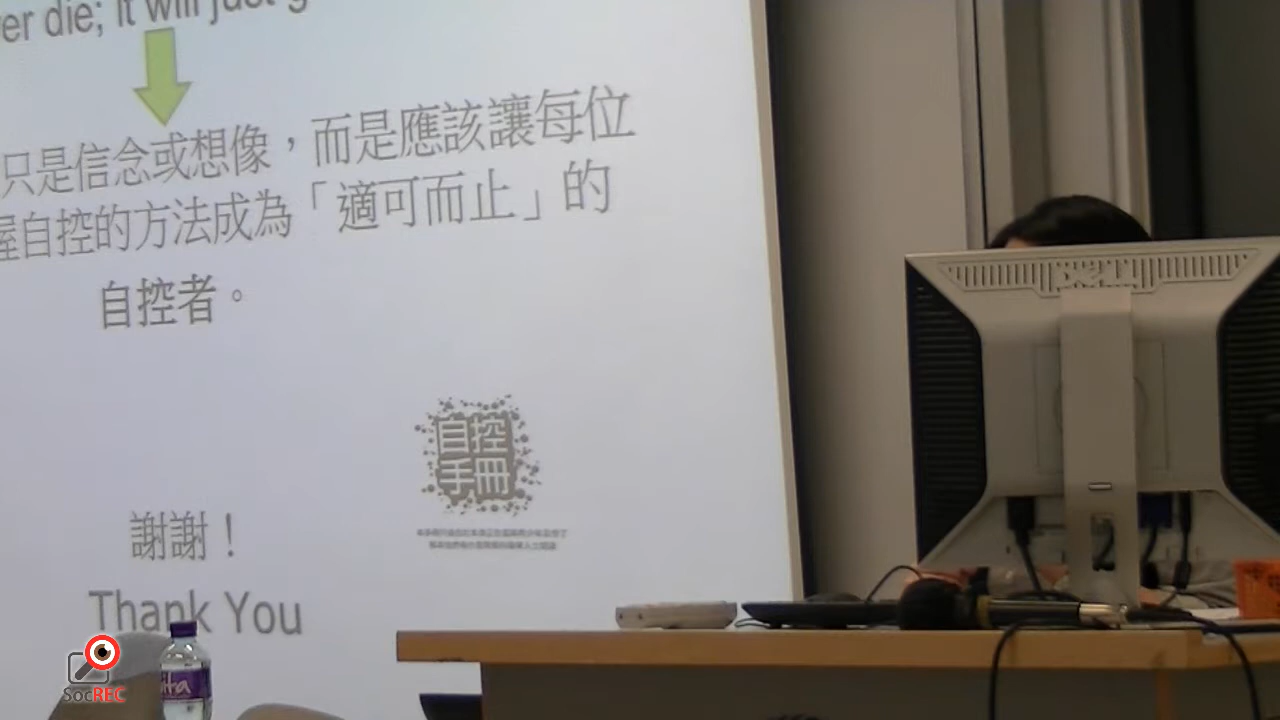 er die; it will just g
只是信念或想像，而是應該讓每位
握自控的方法成為「適可而止」的
自控者。
自控
手冊
謝謝！
Thank You
SocREC
ita